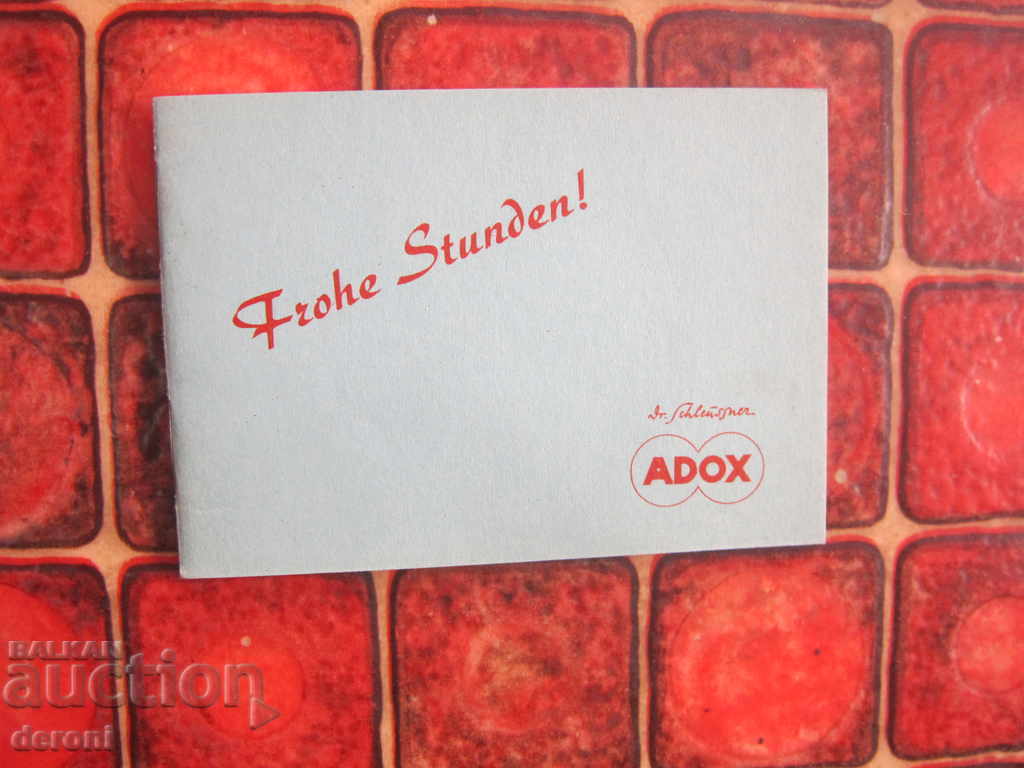 Frohe Stunden!
Dr. Schleussner
ADOX
BALKAN
auction
deroni